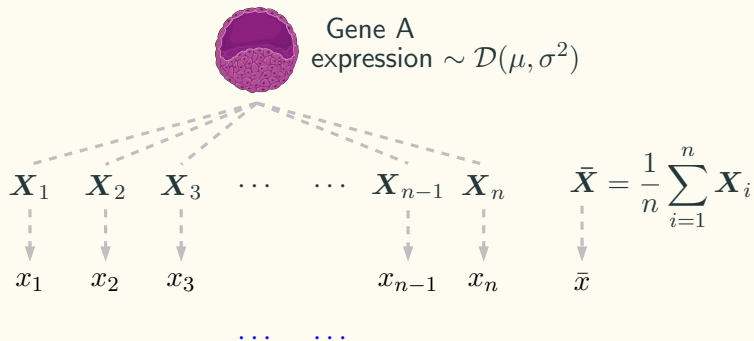 Gene A
expression ∼ 𝒟(μ, σ²)
X₁ X₂ X₃ ··· ··· Xₙ₋₁ Xₙ X̄ = 1/n ∑ᵢ₌₁ⁿ Xᵢ
x₁ x₂ x₃ xₙ₋₁ xₙ x̄
··· ···